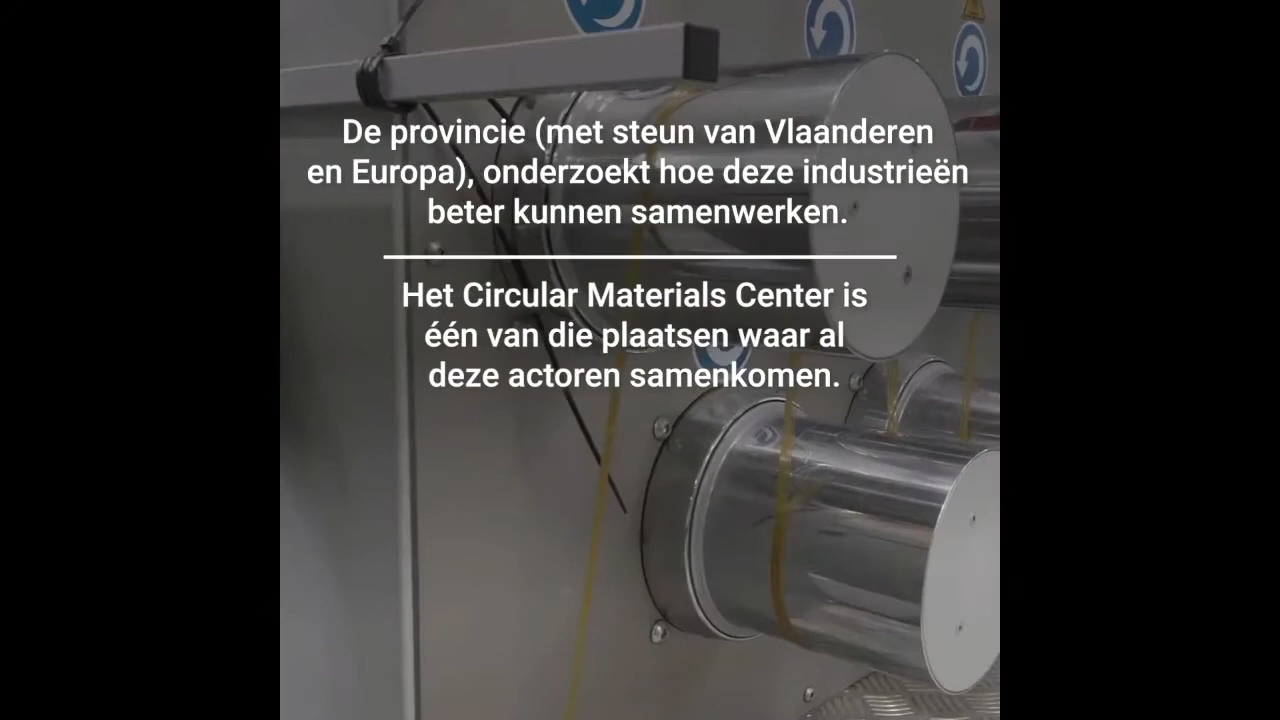 De provincie (met steun van Vlaanderen
en Europa), onderzoekt hoe deze industrieën
beter kunnen samenwerken.
Het Circular Materials Center is
één van die plaatsen waar al
deze actoren samenkomen.